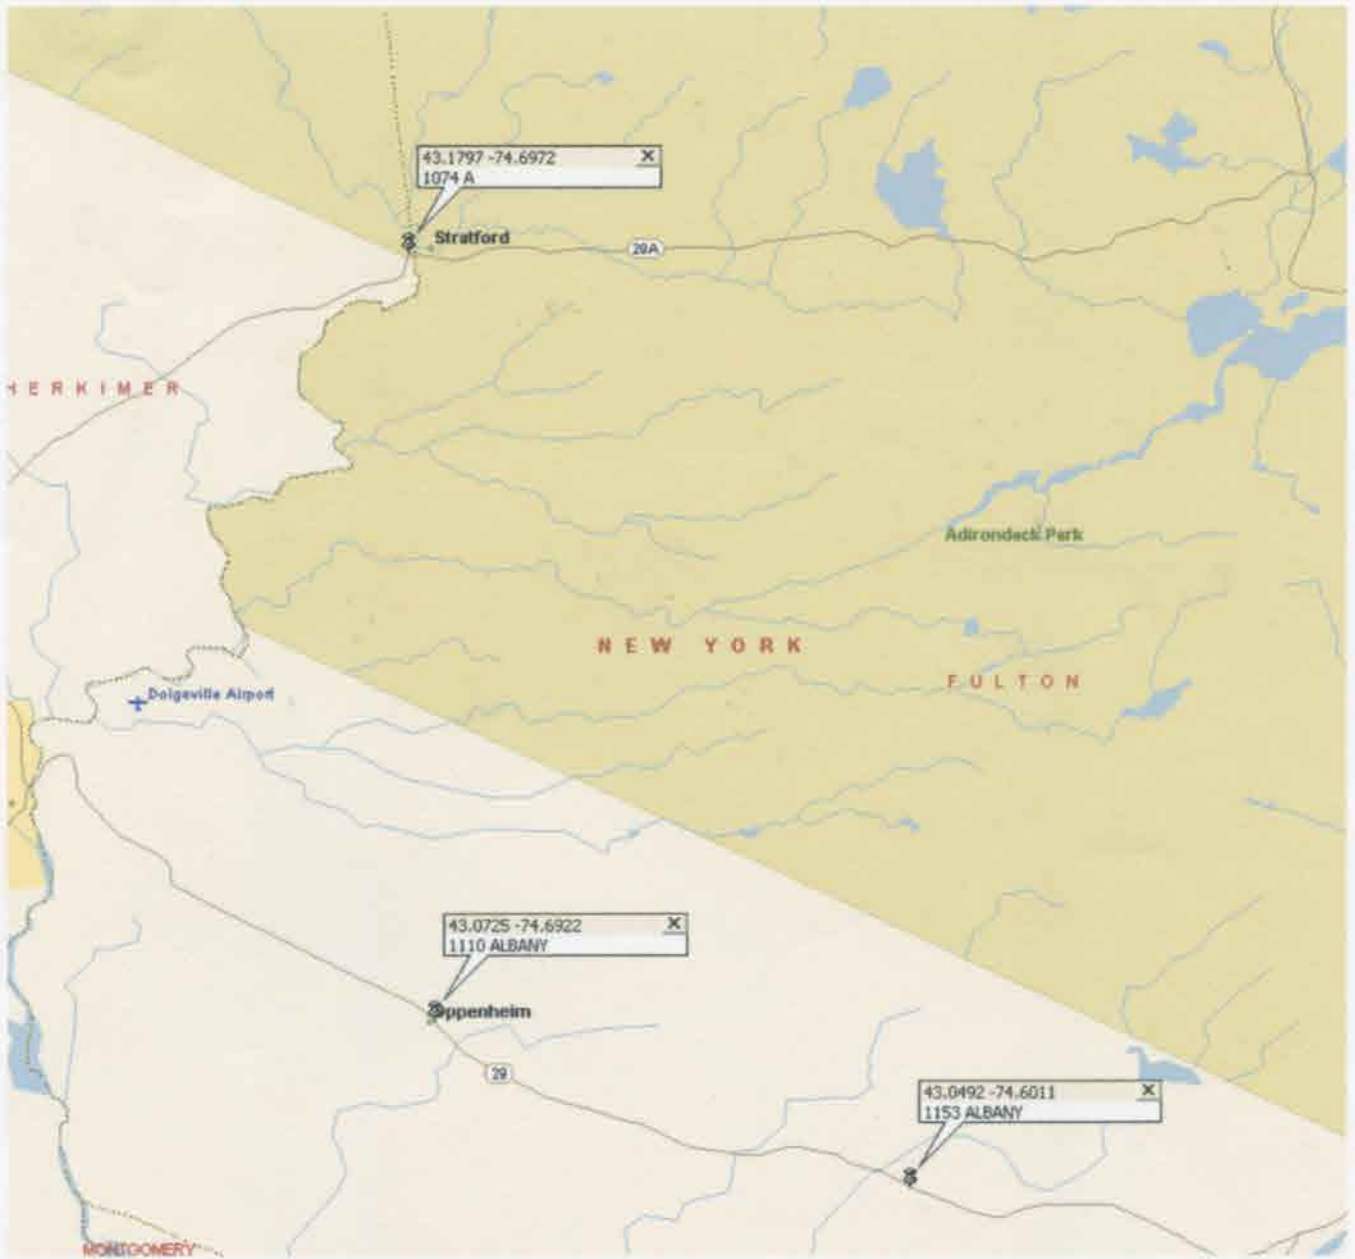 43.1797 -74.6972
1074 A
Stratford
29A
HERKIMER
Adirondack Park
NEW YORK
FULTON
Dolgeville Airport
43.0725 -74.6922
1110 ALBANY
Oppenheim
29
43.0492 -74.6011
1153 ALBANY
MONTGOMERY